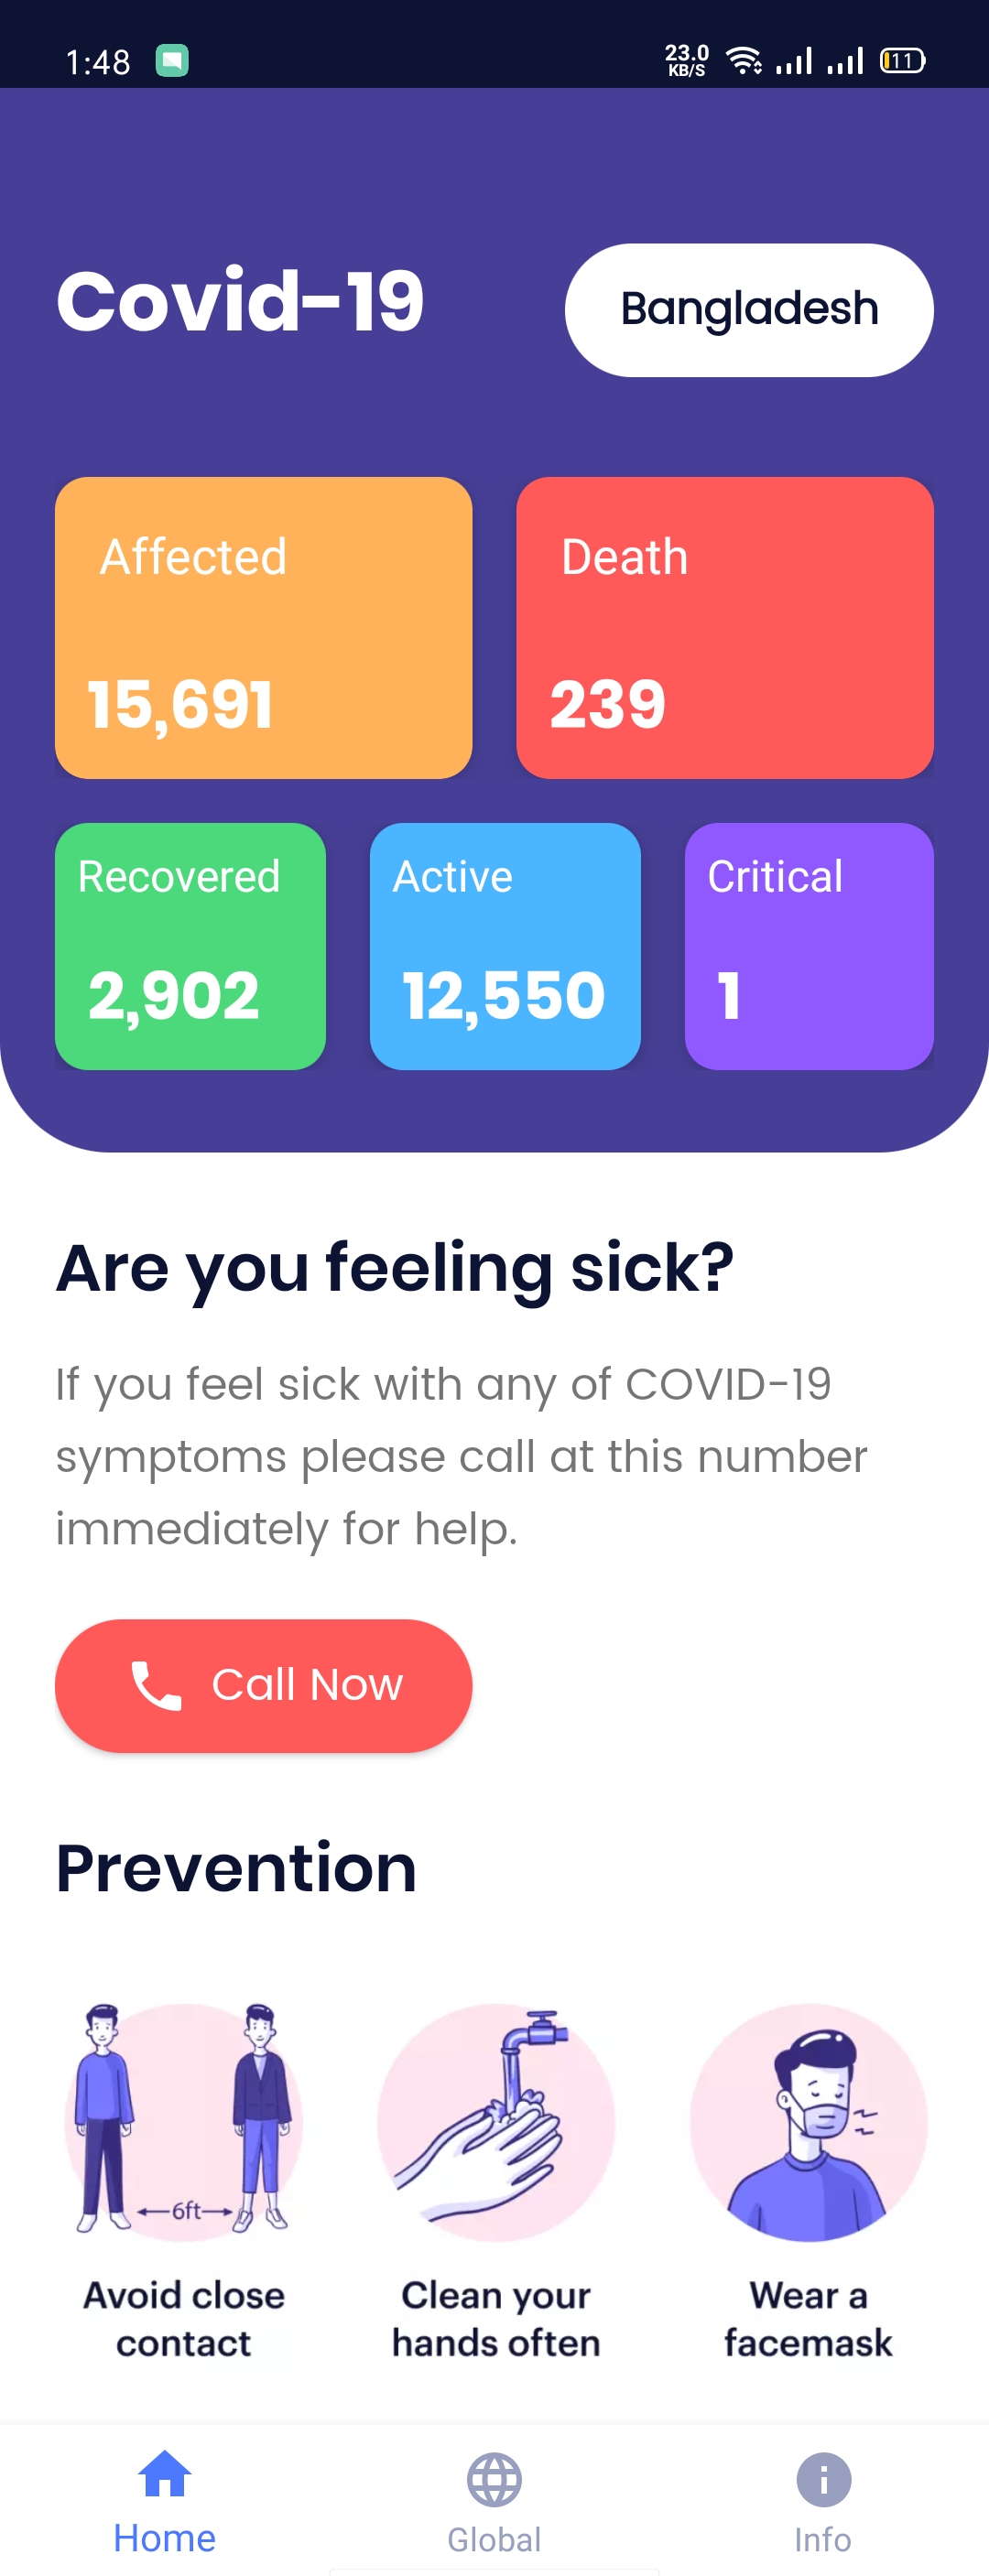 1:48
23.0
KB/S
11
Covid-19
Bangladesh
Affected
Death
15,691
239
Recovered
Active
Critical
2,902
12,550
1
Are you feeling sick?
If you feel sick with any of COVID-19
symptoms please call at this number
immediately for help.
Call Now
Prevention
6ft
Avoid close
contact
Clean your
hands often
Wear a
facemask
Home
Global
Info